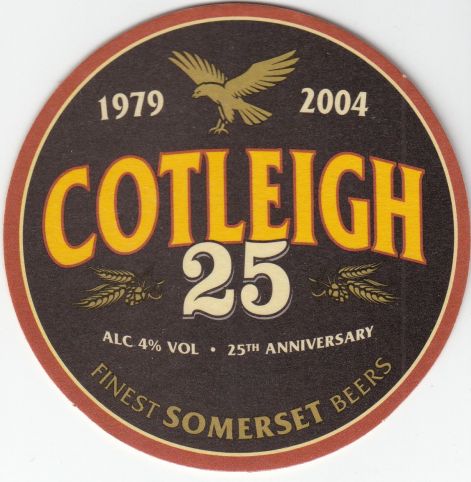 1979 2004
COTLEIGH
25
ALC 4% VOL • 25TH ANNIVERSARY
FINEST SOMERSET BEERS